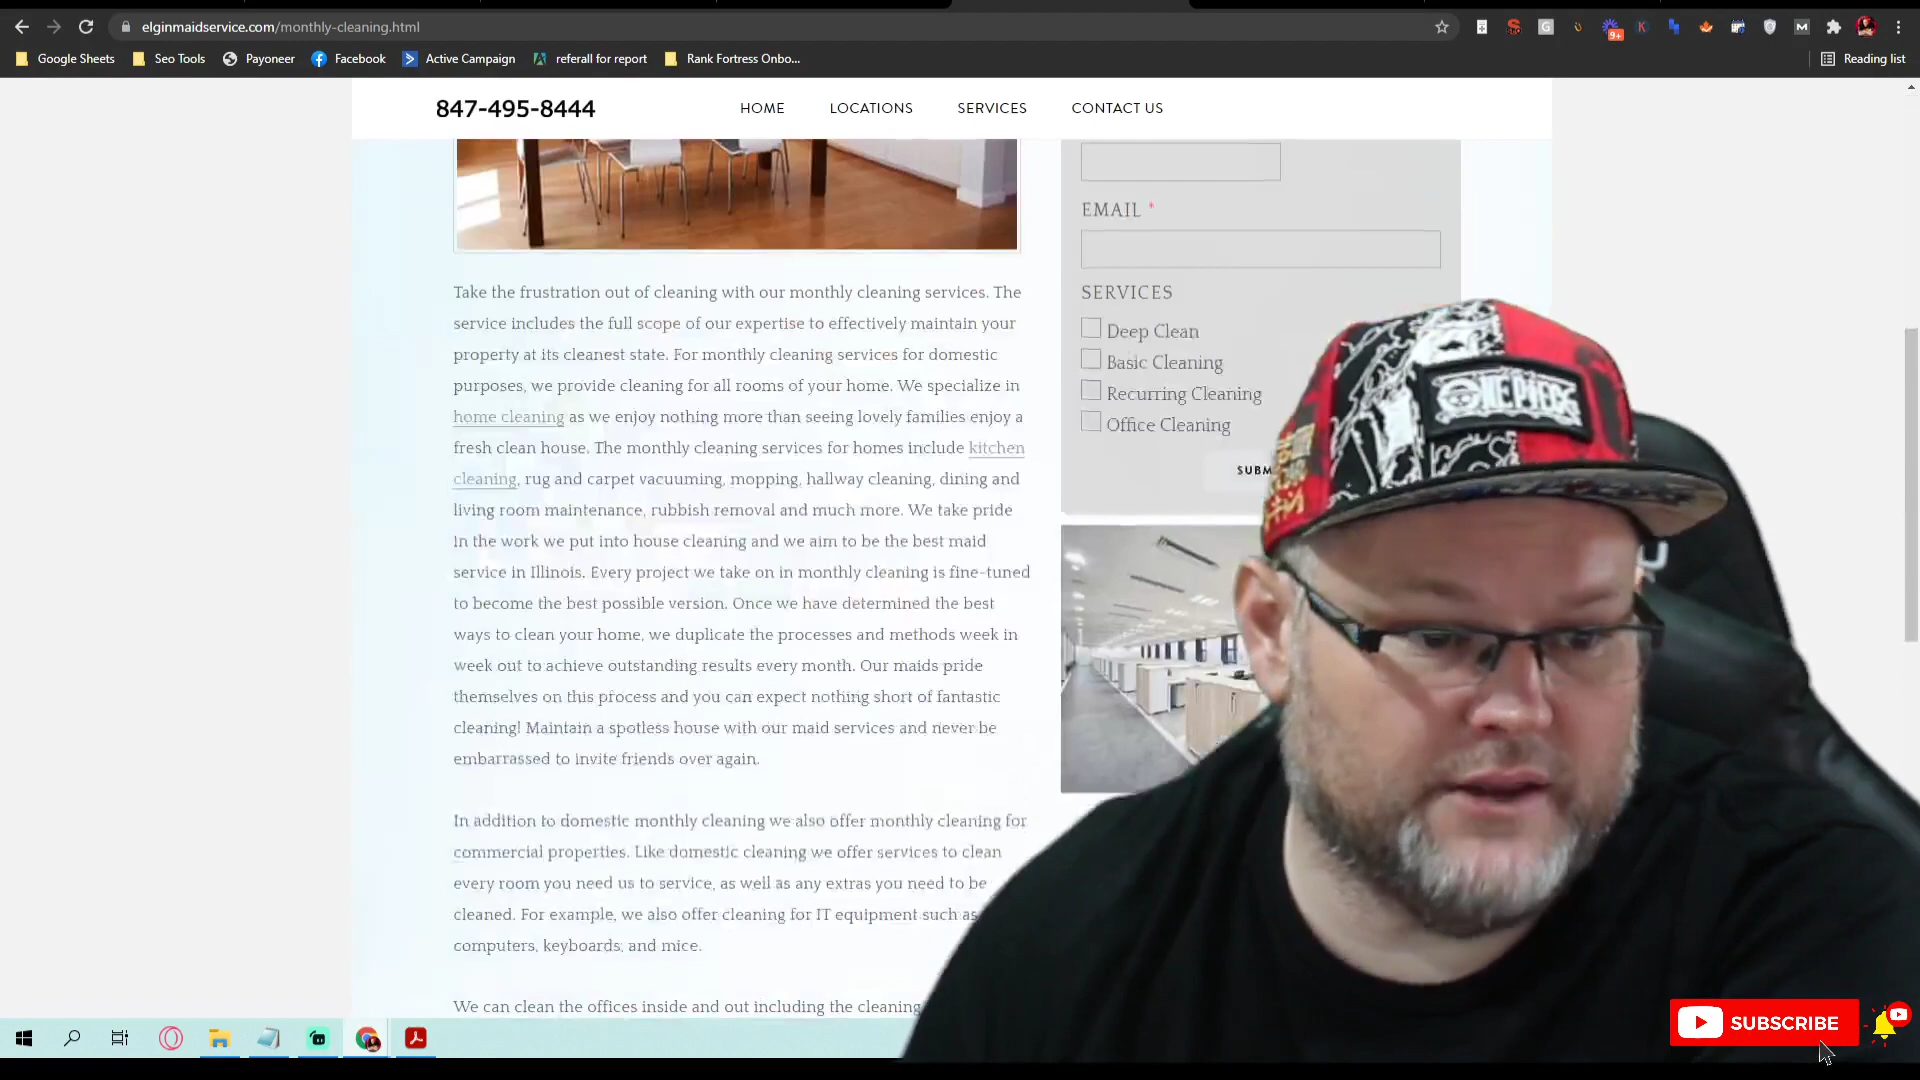 elginmaidservice.com/monthly-cleaning.html
9+
Google Sheets
Seo Tools
Payoneer
Facebook
Active Campaign
referall for report
Rank Fortress Onbo...
Reading list
847-495-8444
HOME
LOCATIONS
SERVICES
CONTACT US
EMAIL *
SERVICES
Deep Clean
Basic Cleaning
Recurring Cleaning
Office Cleaning
SUBM
Take the frustration out of cleaning with our monthly cleaning services. The
service includes the full scope of our expertise to effectively maintain your
property at its cleanest state. For monthly cleaning services for domestic
purposes, we provide cleaning for all rooms of your home. We specialize in
home cleaning as we enjoy nothing more than seeing lovely families enjoy a
fresh clean house. The monthly cleaning services for homes include kitchen
cleaning, rug and carpet vacuuming, mopping, hallway cleaning, dining and
living room maintenance, rubbish removal and much more. We take pride
in the work we put into house cleaning and we aim to be the best maid
service in Illinois. Every project we take on in monthly cleaning is fine-tuned
to become the best possible version. Once we have determined the best
ways to clean your home, we duplicate the processes and methods week in
week out to achieve outstanding results every month. Our maids pride
themselves on this process and you can expect nothing short of fantastic
cleaning! Maintain a spotless house with our maid services and never be
embarrassed to invite friends over again.
In addition to domestic monthly cleaning we also offer monthly cleaning for
commercial properties. Like domestic cleaning we offer services to clean
every room you need us to service, as well as any extras you need to be
cleaned. For example, we also offer cleaning for IT equipment such as
computers, keyboards, and mice.
We can clean the offices inside and out including the cleaning
ONE PIECE
SUBSCRIBE